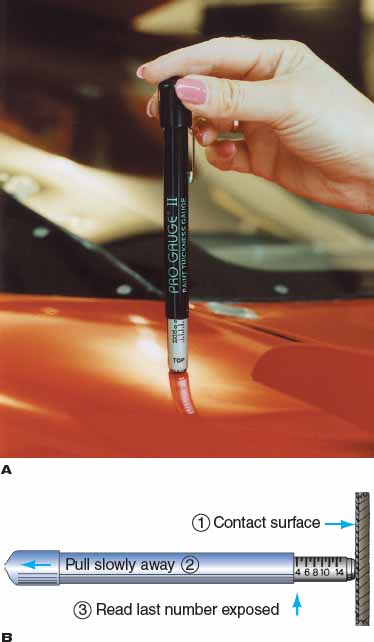 PRO GAUGE II
PAINT THICKNESS GAUGE
TOP
A
① Contact surface
Pull slowly away ②
4 6 8 10 14
③ Read last number exposed
B